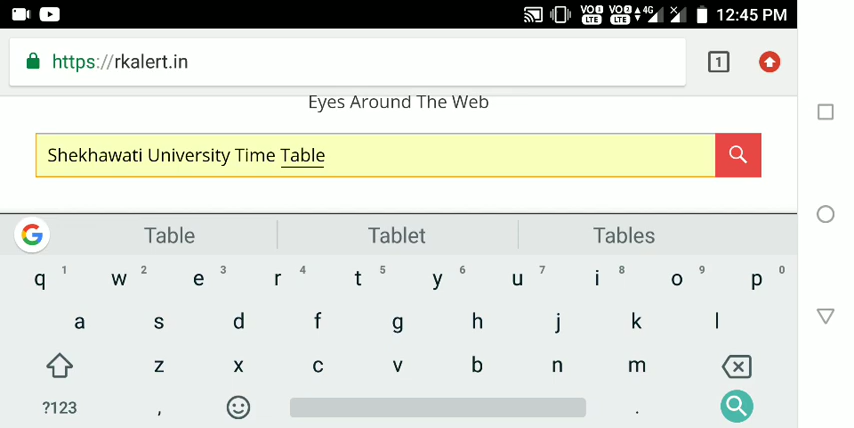 VO 1 LTE VO 2 LTE 4G 12:45 PM
https://rkalert.in 1
Eyes Around The Web
Shekhawati University Time Table
G Table Tablet Tables
q 1 w 2 e 3 r 4 t 5 y 6 u 7 i 8 o 9 p 0
a s d f g h j k l
z x c v b n m
?123 , .